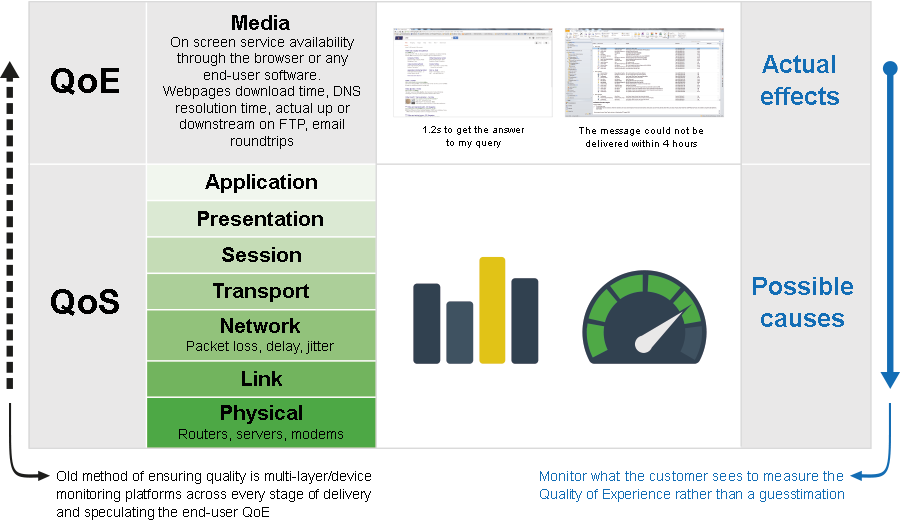 QoE
Media
On screen service availability
through the browser or any
end-user software.
Webpages download time, DNS
resolution time, actual up or
downstream on FTP, email
roundtrips
1.2s to get the answer
to my query
The message could not be
delivered within 4 hours
Actual
effects
QoS
Application
Presentation
Session
Transport
Network
Packet loss, delay, jitter
Link
Physical
Routers, servers, modems
Possible
causes
Old method of ensuring quality is multi-layer/device
monitoring platforms across every stage of delivery
and speculating the end-user QoE
Monitor what the customer sees to measure the
Quality of Experience rather than a guesstimation